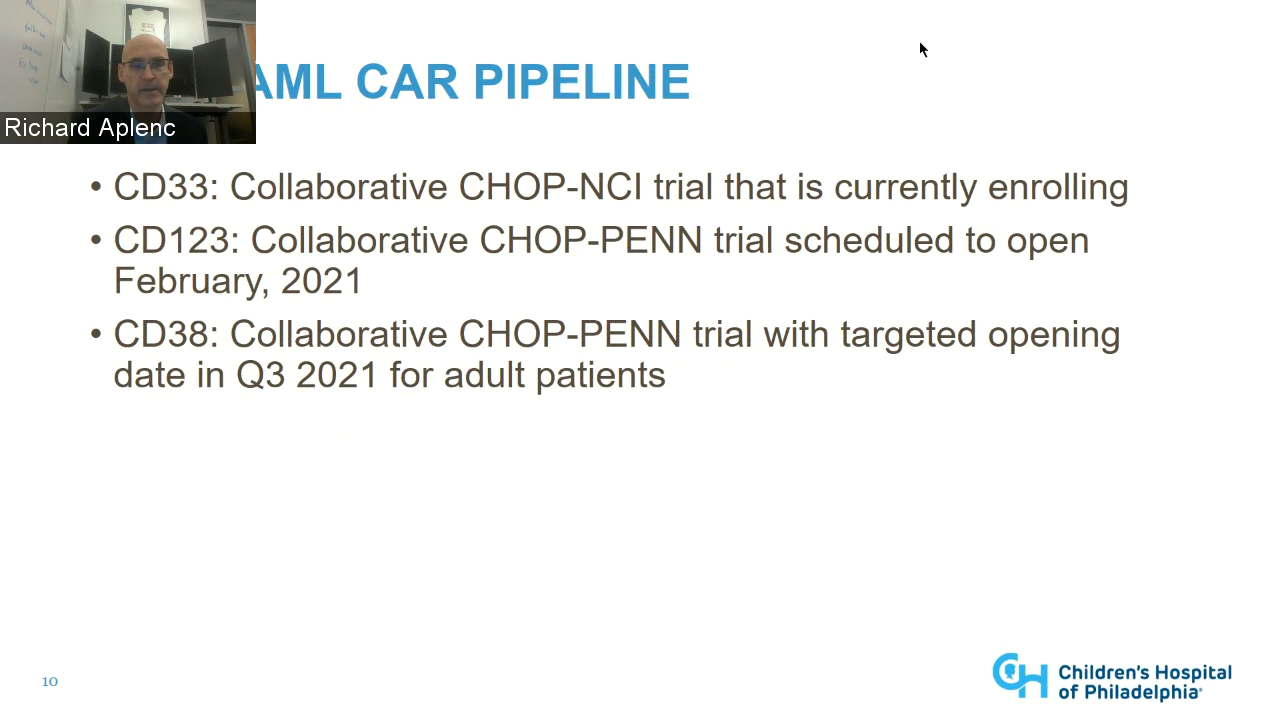 AML CAR PIPELINE
Richard Aplenc
• CD33: Collaborative CHOP-NCI trial that is currently enrolling
• CD123: Collaborative CHOP-PENN trial scheduled to open
February, 2021
• CD38: Collaborative CHOP-PENN trial with targeted opening
date in Q3 2021 for adult patients
10
CH
Children's Hospital
of Philadelphia®